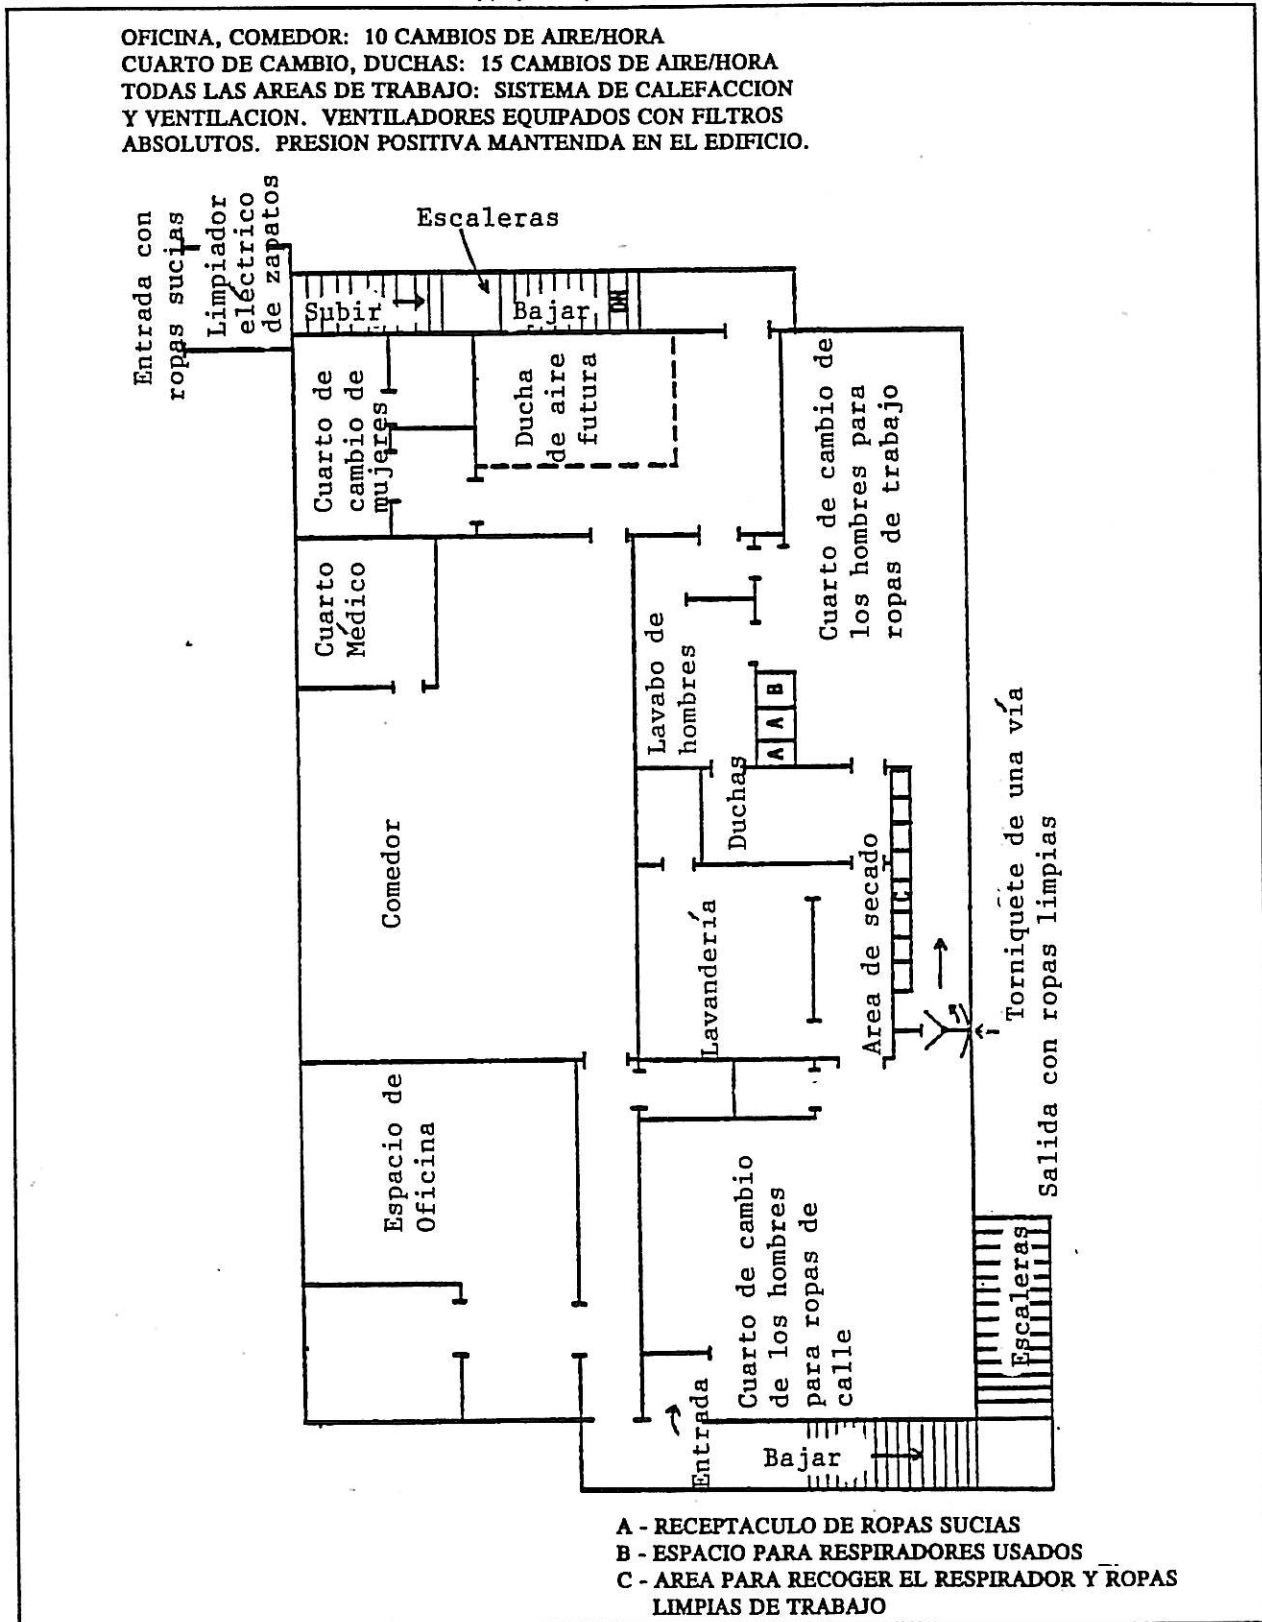 OFICINA, COMEDOR: 10 CAMBIOS DE AIRE/HORA
CUARTO DE CAMBIO, DUCHAS: 15 CAMBIOS DE AIRE/HORA
TODAS LAS AREAS DE TRABAJO: SISTEMA DE CALEFACCION
Y VENTILACION. VENTILADORES EQUIPADOS CON FILTROS
ABSOLUTOS. PRESION POSITIVA MANTENIDA EN EL EDIFICIO.
Entrada con
ropas sucias
Limpiador
eléctrico
de zapatos
Escaleras
Subir
Bajar
DN
Cuarto de
cambio de
mujeres
Ducha
de aire
futura
Cuarto de cambio de
los hombres para
ropas de trabajo
Cuarto
Médico
Lavabo de
hombres
A A B
Duchas
Comedor
Lavandería
Area de secado
C
Torniquete de una vía
Salida con ropas limpias
Espacio de
Oficina
Cuarto de cambio
de los hombres
para ropas de
calle
Escaleras
Entrada
Bajar
A - RECEPTACULO DE ROPAS SUCIAS
B - ESPACIO PARA RESPIRADORES USADOS
C - AREA PARA RECOGER EL RESPIRADOR Y ROPAS
LIMPIAS DE TRABAJO